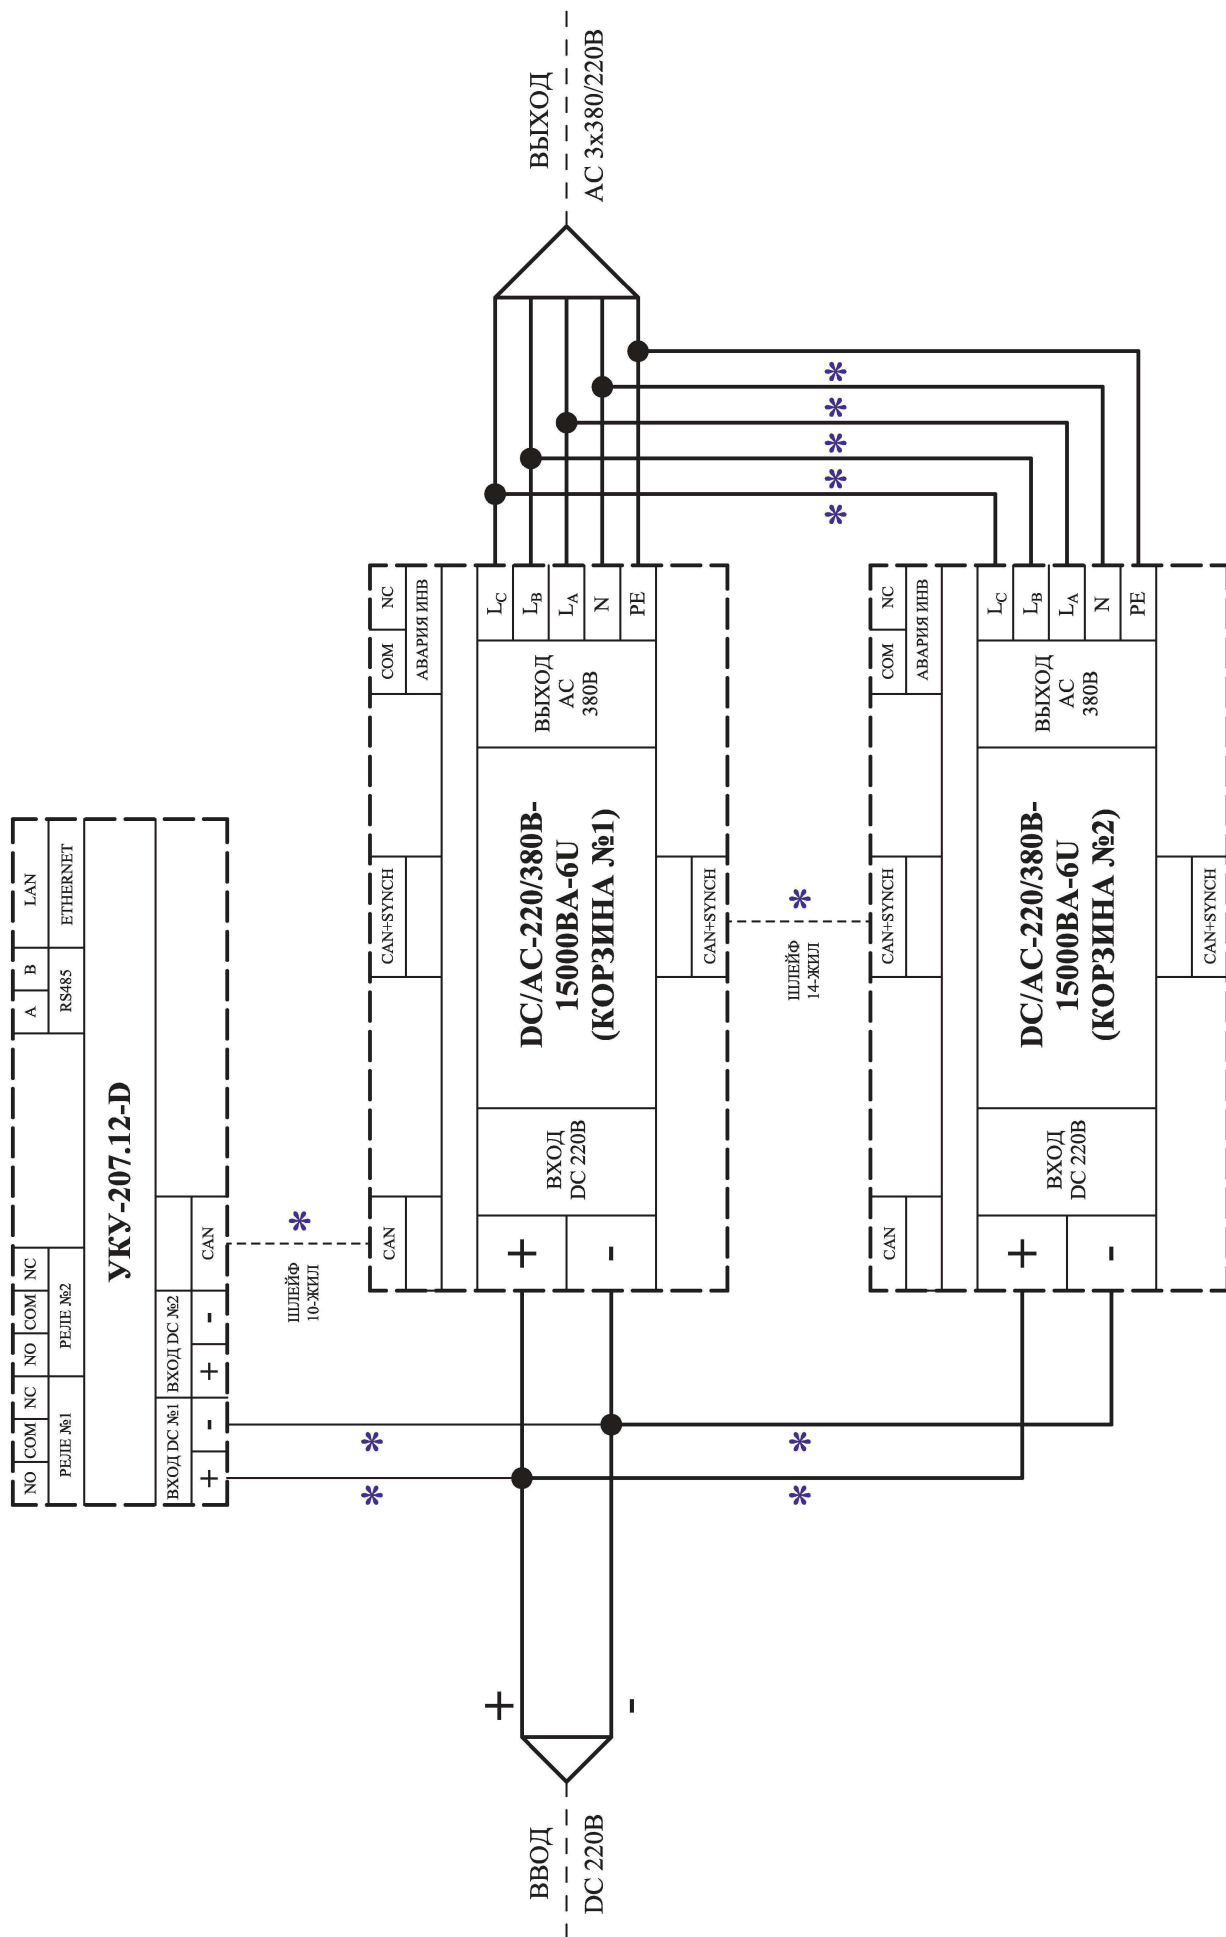 NO
COM
NC
NO
COM
NC
A
B
LAN
РЕЛЕ №1
РЕЛЕ №2
RS485
ETHERNET
УКУ-207.12-D
ВХОД DC №1
ВХОД DC №2
+
-
+
-
CAN
*
*
*
ШЛЕЙФ
10-ЖИЛ
CAN
CAN+SYNCH
COM
NC
АВАРИЯ ИНВ
+
-
ВХОД
DC 220В
DC/AC-220/380В-
15000ВА-6U
(КОРЗИНА №1)
ВЫХОД
АС
380В
LC
LB
LA
N
PE
CAN+SYNCH
ВВОД
DC 220В
+
-
ВЫХОД
АС 3х380/220В
*
*
*
ШЛЕЙФ
14-ЖИЛ
*
*
*
*
*
CAN
CAN+SYNCH
COM
NC
АВАРИЯ ИНВ
+
-
ВХОД
DC 220В
DC/AC-220/380В-
15000ВА-6U
(КОРЗИНА №2)
ВЫХОД
АС
380В
LC
LB
LA
N
PE
CAN+SYNCH